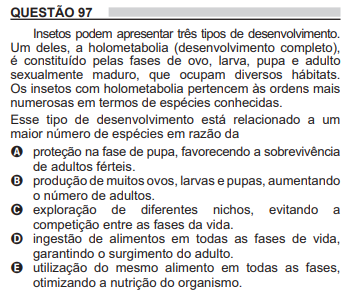 QUESTÃO 97
Insetos podem apresentar três tipos de desenvolvimento.
Um deles, a holometabolia (desenvolvimento completo),
é constituído pelas fases de ovo, larva, pupa e adulto
sexualmente maduro, que ocupam diversos hábitats.
Os insetos com holometabolia pertencem às ordens mais
numerosas em termos de espécies conhecidas.
Esse tipo de desenvolvimento está relacionado a um
maior número de espécies em razão da
A proteção na fase de pupa, favorecendo a sobrevivência
de adultos férteis.
B produção de muitos ovos, larvas e pupas, aumentando
o número de adultos.
C exploração de diferentes nichos, evitando a
competição entre as fases da vida.
D ingestão de alimentos em todas as fases de vida,
garantindo o surgimento do adulto.
E utilização do mesmo alimento em todas as fases,
otimizando a nutrição do organismo.